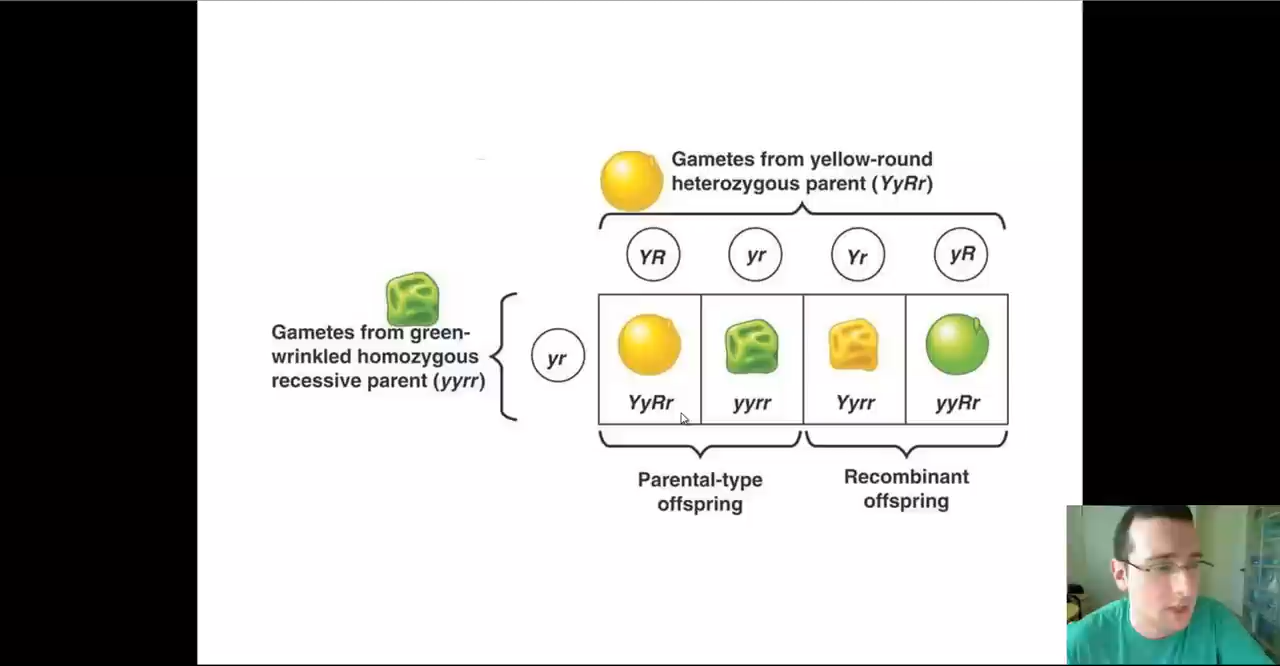 Gametes from yellow-round
heterozygous parent (YyRr)
YR yr Yr yR
Gametes from green-
wrinkled homozygous
recessive parent (yyrr)
yr
YyRr yyrr Yyrr yyRr
Parental-type
offspring
Recombinant
offspring